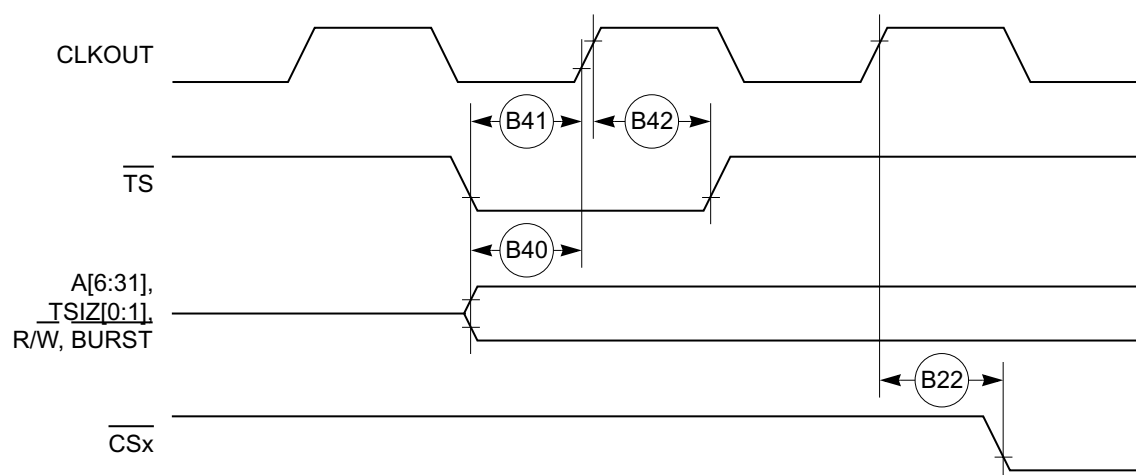 CLKOUT
B41
B42
TS
B40
A[6:31],
TSIZ[0:1],
R/W, BURST
B22
CSx